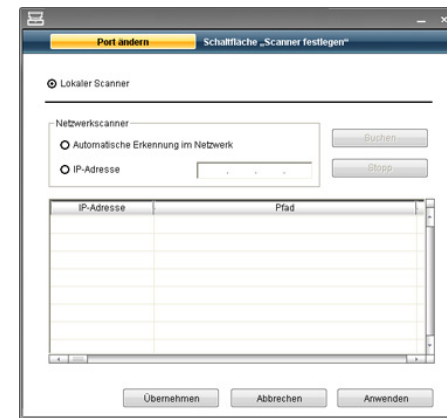 Port ändern
Schaltfläche „Scanner festlegen“
Lokaler Scanner
Netzwerkscanner
Automatische Erkennung im Netzwerk
Suchen
IP-Adresse
Stopp
IP-Adresse Pfad
Übernehmen Abbrechen Anwenden